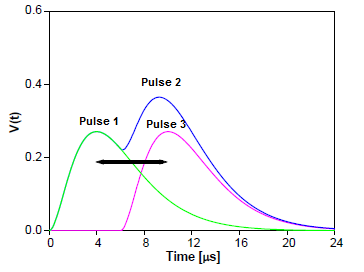 0.6
0.4
0.2
0.0
V(t)
Pulse 1
Pulse 2
Pulse 3
0 4 8 12 16 20 24
Time [μs]